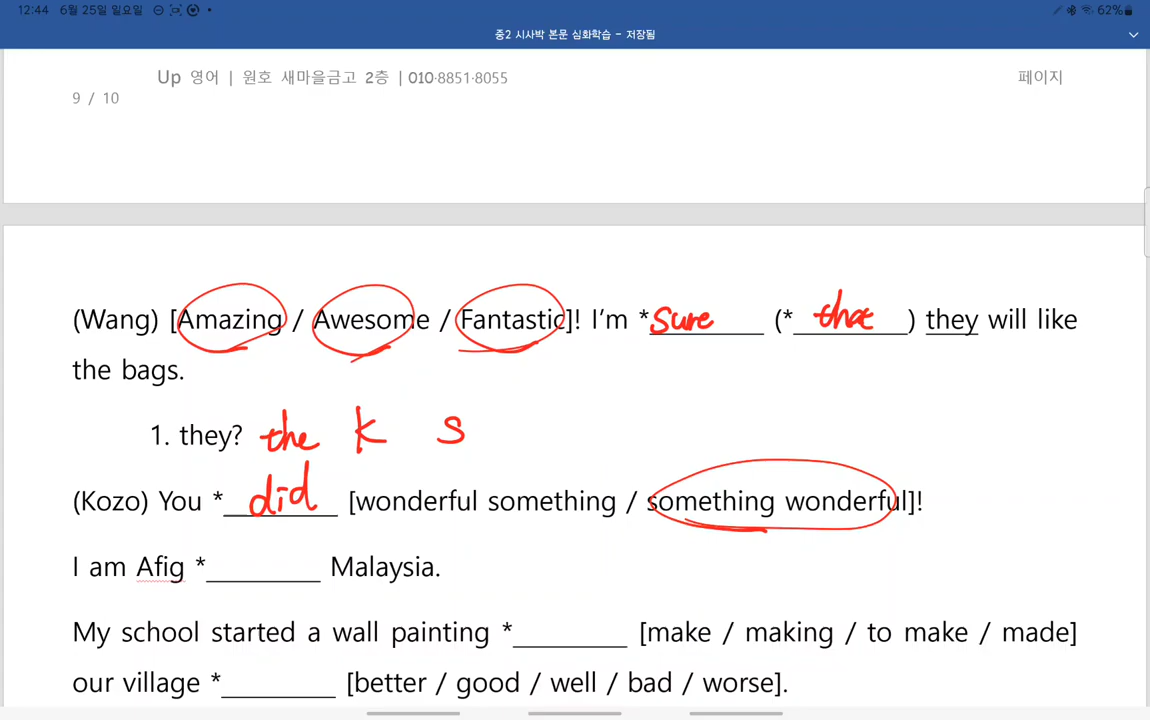 12:44 6월 25일 일요일 62%
중2 시사박 본문 심화학습 - 저장됨
Up 영어 | 원호 새마을금고 2층 | 010·8851·8055 페이지
9 / 10
(Wang) [Amazing / Awesome / Fantastic]! I’m *sure (*that) they will like
the bags.
1. they? the K S
(Kozo) You *did [wonderful something / something wonderful]!
I am Afig *________ Malaysia.
My school started a wall painting *________ [make / making / to make / made]
our village *________ [better / good / well / bad / worse].